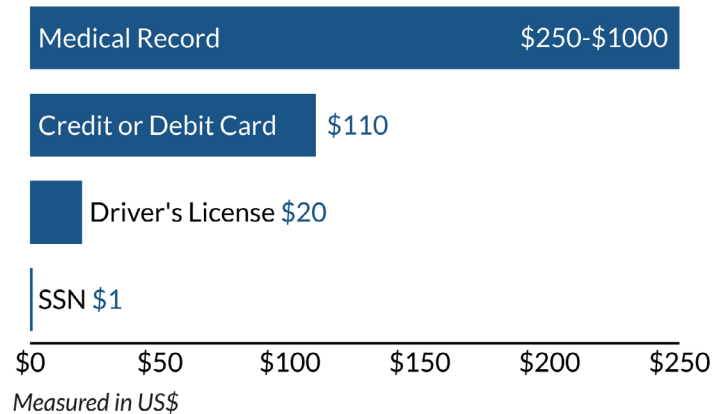 Medical Record $250-$1000
Credit or Debit Card $110
Driver's License $20
SSN $1
$0 $50 $100 $150 $200 $250
Measured in US$